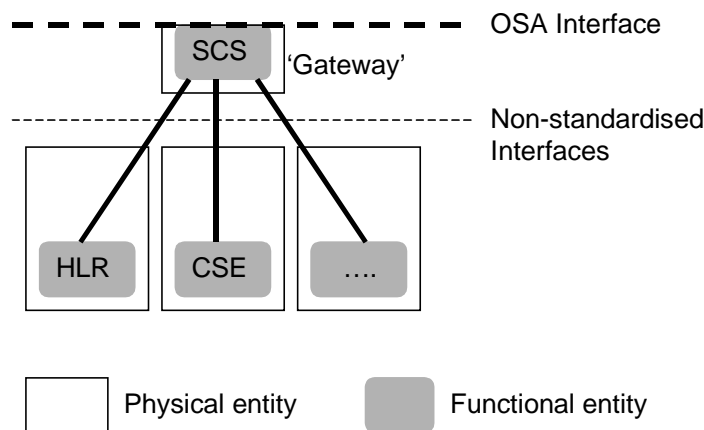 OSA Interface
SCS
‘Gateway’
Non-standardised
Interfaces
HLR
CSE
....
Physical entity
Functional entity